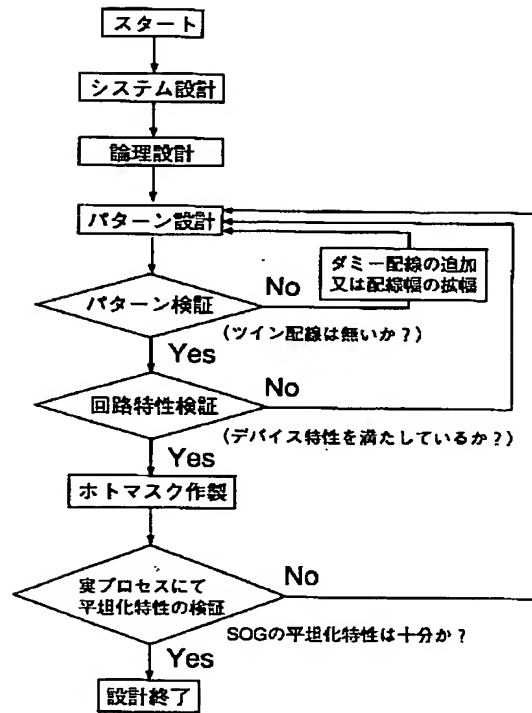 スタート
システム設計
論理設計
パターン設計
ダミー配線の追加
又は配線幅の拡幅
パターン検証
No
(ツイン配線は無いか?)
Yes
回路特性検証
No
(デバイス特性を満たしているか?)
Yes
ホトマスク作製
実プロセスにて
平坦化特性の検証
No
SOGの平坦化特性は十分か?
Yes
設計終了